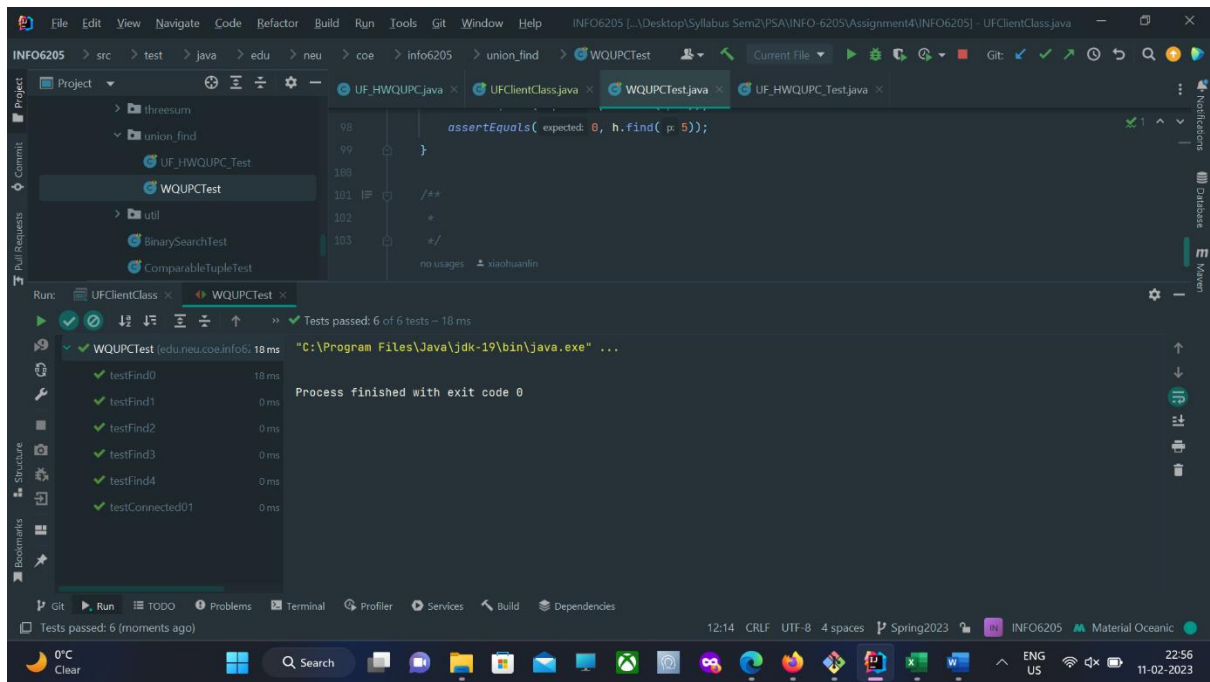 File Edit View Navigate Code Refactor Build Run Tools Git Window Help INFO6205 [...\Desktop\Syllabus Sem2\PSA\INFO-6205\Assignment4\INFO6205] - UFClientClass.java
INFO6205 > src > test > java > edu > neu > coe > info6205 > union_find > WQUPCTest Current File Git:
Project
Project
UF_HWQUPC.java UFClientClass.java WQUPCTest.java UF_HWQUPC_Test.java
Notifications
threesum
union_find
UF_HWQUPC_Test
WQUPCTest
util
BinarySearchTest
ComparableTupleTest
98 assertEquals( expected: 0, h.find( p: 5));
99 }
100
101 /**
102 *
103 */
no usages xiaohuanlin
1
Commit
Pull Requests
Database
Maven
Run: UFClientClass WQUPCTest
Tests passed: 6 of 6 tests – 18 ms
WQUPCTest (edu.neu.coe.info6: 18 ms
testFind0 18 ms
testFind1 0 ms
testFind2 0 ms
testFind3 0 ms
testFind4 0 ms
testConnected01 0 ms
"C:\Program Files\Java\jdk-19\bin\java.exe" ...
Process finished with exit code 0
Structure
Bookmarks
Git Run TODO Problems Terminal Profiler Services Build Dependencies
Tests passed: 6 (moments ago) 12:14 CRLF UTF-8 4 spaces Spring2023 IN INFO6205 Material Oceanic
0°C
Clear
Search
ENG
US
22:56
11-02-2023